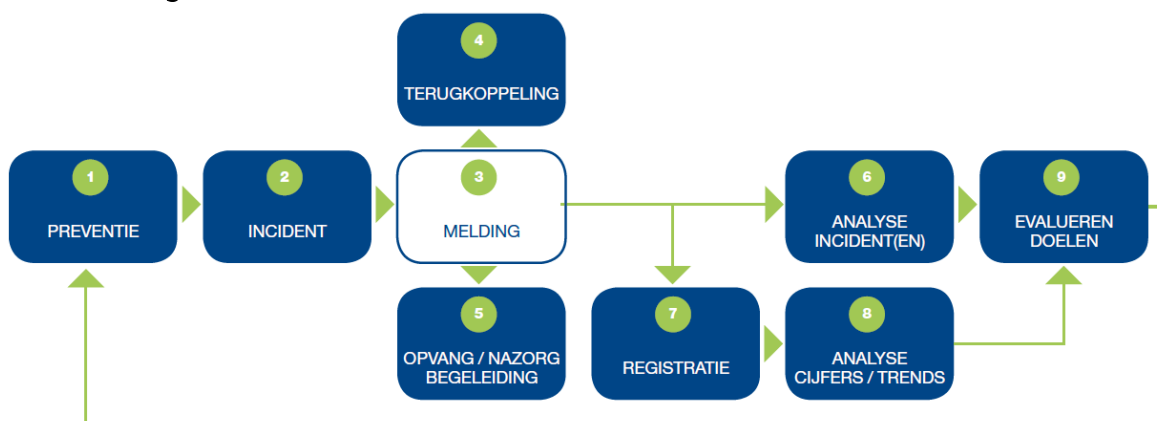 4
TERUGKOPPELING
1
PREVENTIE
2
INCIDENT
3
MELDING
6
ANALYSE
INCIDENT(EN)
9
EVALUEREN
DOELEN
5
OPVANG / NAZORG
BEGELEIDING
7
REGISTRATIE
8
ANALYSE
CIJFERS / TRENDS